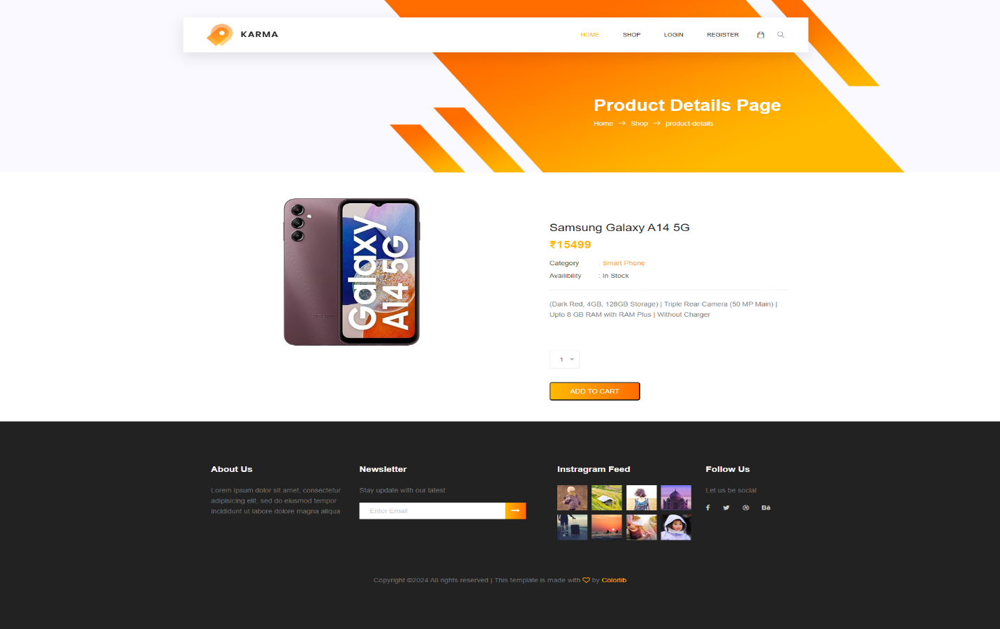 KARMA
HOME SHOP LOGIN REGISTER
Product Details Page
Home → Shop → product-details
Galaxy
A14 5G
SAMSUNG
Samsung Galaxy A14 5G
₹15499
Category : Smart Phone
Availibility : In Stock
(Dark Red, 4GB, 128GB Storage) | Triple Rear Camera (50 MP Main) |
Upto 8 GB RAM with RAM Plus | Without Charger
1
ADD TO CART
About Us
Lorem ipsum dolor sit amet, consectetur
adipisicing elit, sed do eiusmod tempor
incididunt ut labore dolore magna aliqua.
Newsletter
Stay update with our latest
Enter Email
Instragram Feed
Follow Us
Let us be social
Copyright ©2024 All rights reserved | This template is made with ♡ by Colorlib